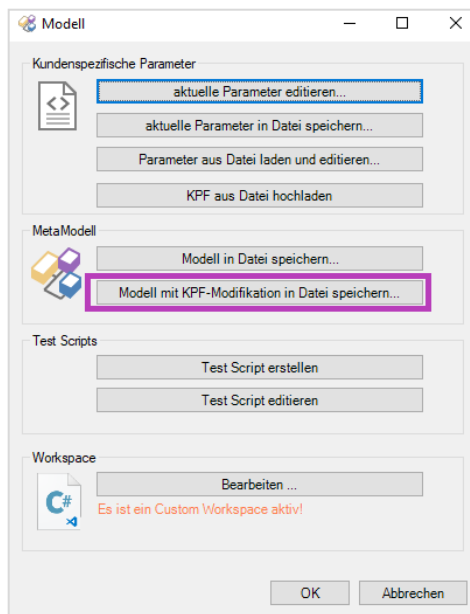 Modell
Kundenspezifische Parameter
aktuelle Parameter editieren...
aktuelle Parameter in Datei speichern...
Parameter aus Datei laden und editieren...
KPF aus Datei hochladen
MetaModell
Modell in Datei speichern...
Modell mit KPF-Modifikation in Datei speichern...
Test Scripts
Test Script erstellen
Test Script editieren
Workspace
Bearbeiten ...
C#
Es ist ein Custom Workspace aktiv!
OK
Abbrechen